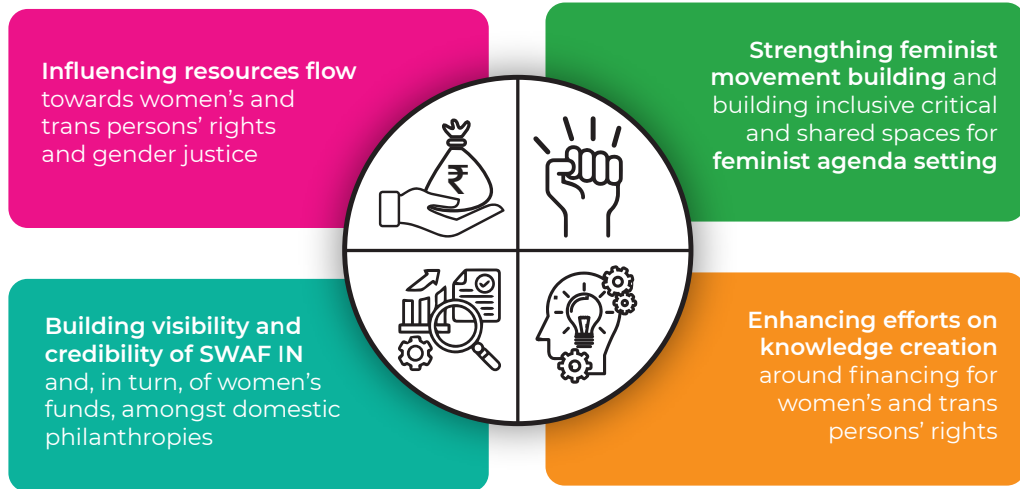 Influencing resources flow
towards women's and
trans persons' rights
and gender justice
Strengthing feminist
movement building and
building inclusive critical
and shared spaces for
feminist agenda setting
₹
Building visibility and
credibility of SWAF IN
and, in turn, of women's
funds, amongst domestic
philanthropies
Enhancing efforts on
knowledge creation
around financing for
women's and trans
persons' rights